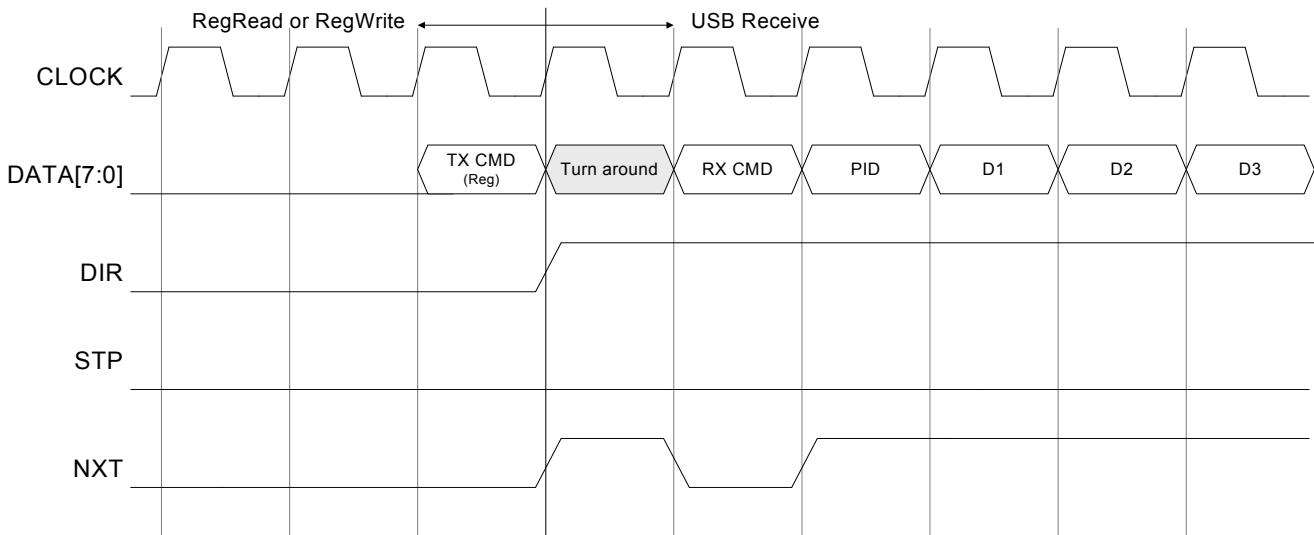 RegRead or RegWrite USB Receive
CLOCK
DATA[7:0] TX CMD Turn around RX CMD PID D1 D2 D3
(Reg)
DIR
STP
NXT